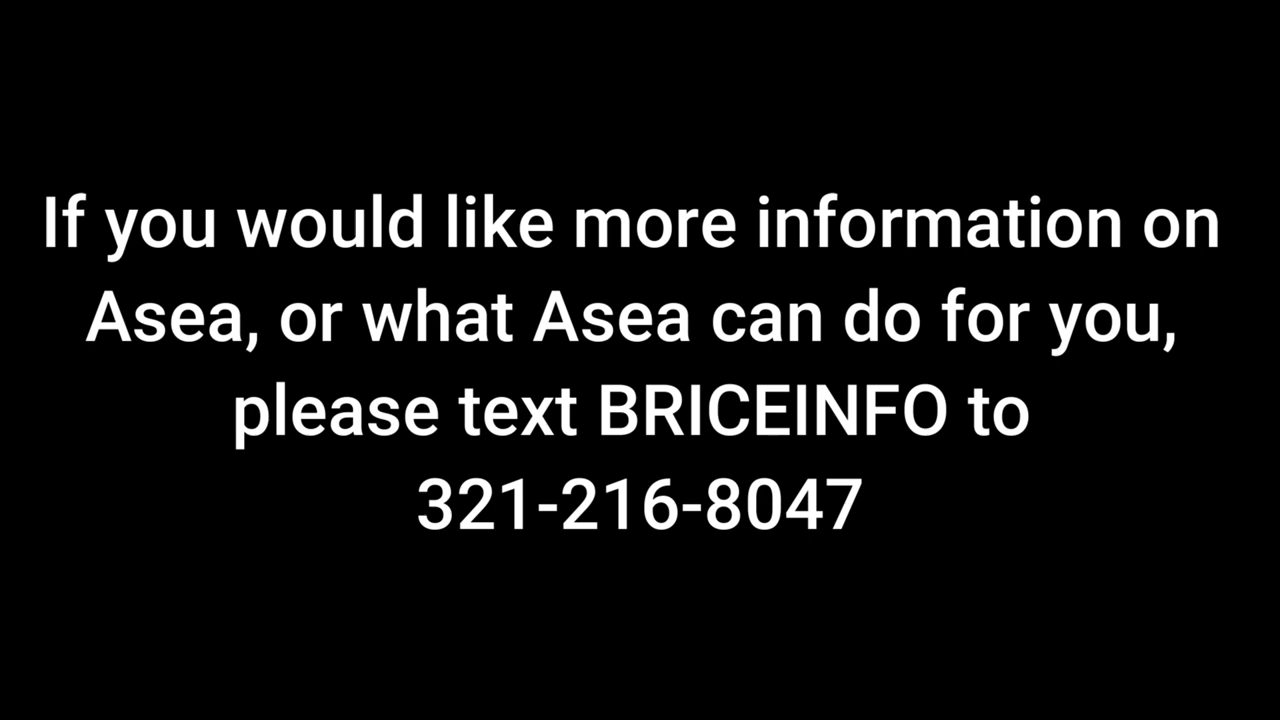 If you would like more information on
Asea, or what Asea can do for you,
please text BRICEINFO to
321-216-8047